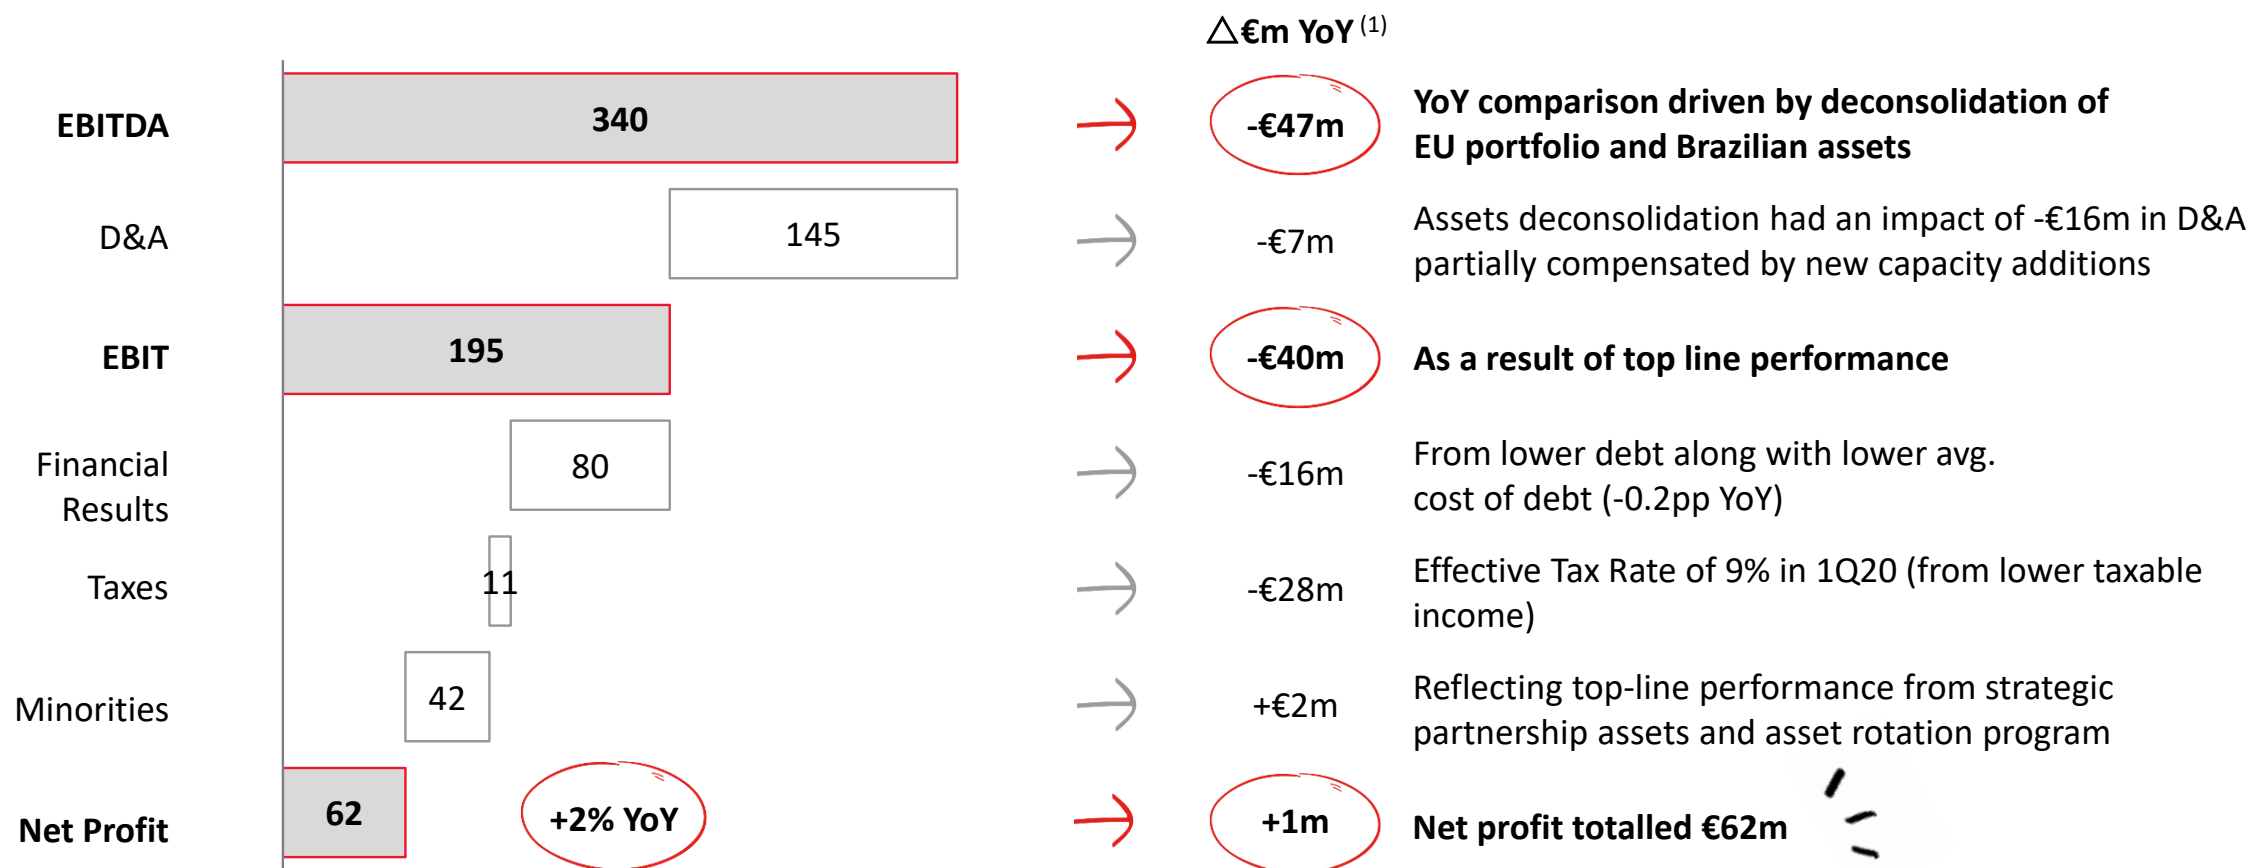 △€m YoY (1)
EBITDA
340
-€47m
YoY comparison driven by deconsolidation of
EU portfolio and Brazilian assets
D&A
145
-€7m
Assets deconsolidation had an impact of -€16m in D&A
partially compensated by new capacity additions
EBIT
195
-€40m
As a result of top line performance
Financial
Results
80
-€16m
From lower debt along with lower avg.
cost of debt (-0.2pp YoY)
Taxes
11
-€28m
Effective Tax Rate of 9% in 1Q20 (from lower taxable
income)
Minorities
42
+€2m
Reflecting top-line performance from strategic
partnership assets and asset rotation program
Net Profit
62
+2% YoY
+1m
Net profit totalled €62m